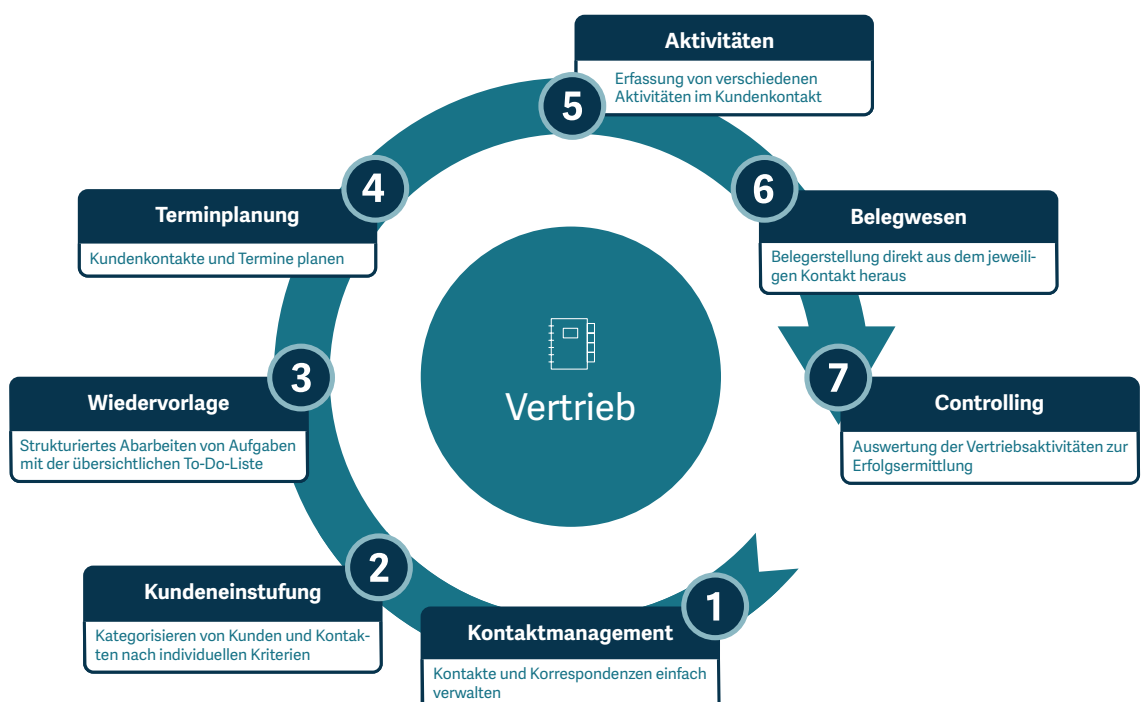 5
Aktivitäten
Erfassung von verschiedenen
Aktivitäten im Kundenkontakt
4
Terminplanung
Kundenkontakte und Termine planen
6
Belegwesen
Belegerstellung direkt aus dem jeweili-
gen Kontakt heraus
Vertrieb
3
Wiedervorlage
Strukturiertes Abarbeiten von Aufgaben
mit der übersichtlichen To-Do-Liste
7
Controlling
Auswertung der Vertriebsaktivitäten zur
Erfolgsermittlung
2
Kundeneinstufung
Kategorisieren von Kunden und Kontak-
ten nach individuellen Kriterien
1
Kontaktmanagement
Kontakte und Korrespondenzen einfach
verwalten